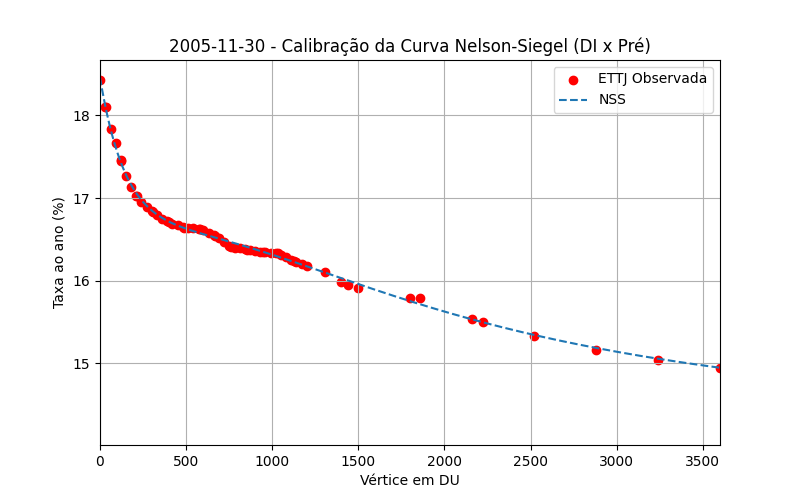 2005-11-30 - Calibração da Curva Nelson-Siegel (DI x Pré)
ETTJ Observada
NSS
Taxa ao ano (%)
18
17
16
15
0 500 1000 1500 2000 2500 3000 3500
Vértice em DU